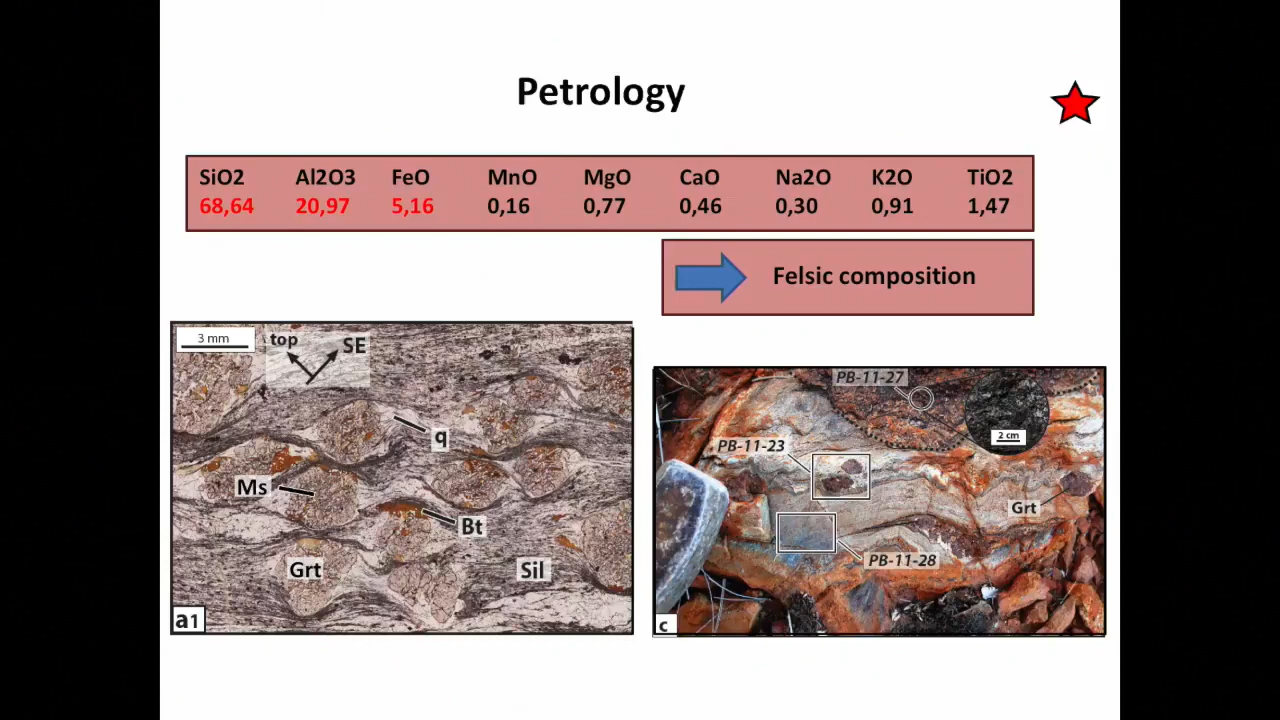 Petrology
SiO2 Al2O3 FeO MnO MgO CaO Na2O K2O TiO2
68,64 20,97 5,16 0,16 0,77 0,46 0,30 0,91 1,47
Felsic composition
3 mm
top
SE
q
Ms
Bt
Grt
Sil
a1
PB-11-27
2 cm
PB-11-23
Grt
PB-11-28
c